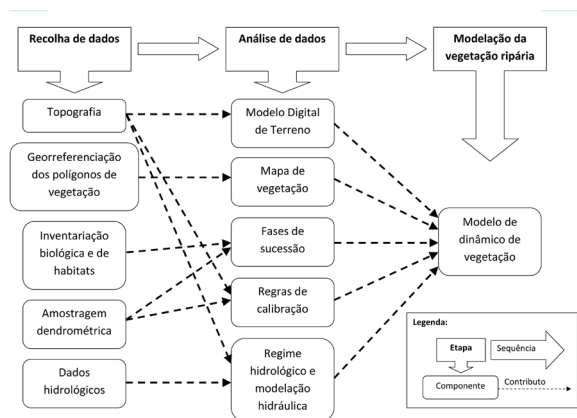 Recolha de dados
Análise de dados
Modelação da
vegetação ripária
Topografia
Georreferenciação
dos polígonos de
vegetação
Inventariação
biológica e de
habitats
Amostragem
dendrométrica
Dados
hidrológicos
Modelo Digital
de Terreno
Mapa de
vegetação
Fases de
sucessão
Regras de
calibração
Regime
hidrológico e
modelação
hidráulica
Modelo de
dinâmico de
vegetação
Legenda:
Etapa
Sequência
Componente
Contributo